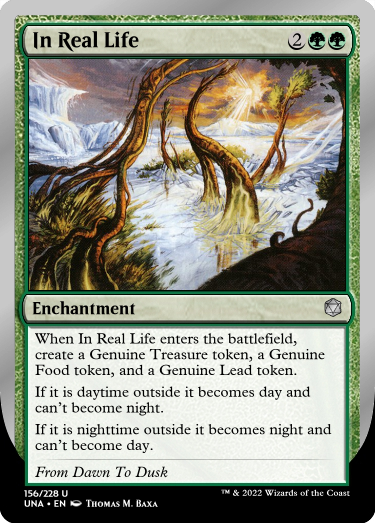 In Real Life 2
Enchantment
When In Real Life enters the battlefield,
create a Genuine Treasure token, a Genuine
Food token, and a Genuine Lead token.
If it is daytime outside it becomes day and
can't become night.
If it is nighttime outside it becomes night and
can't become day.
From Dawn To Dusk
156/228 U
UNA • EN Thomas M. Baxa
™ & 2022 Wizards of the Coast